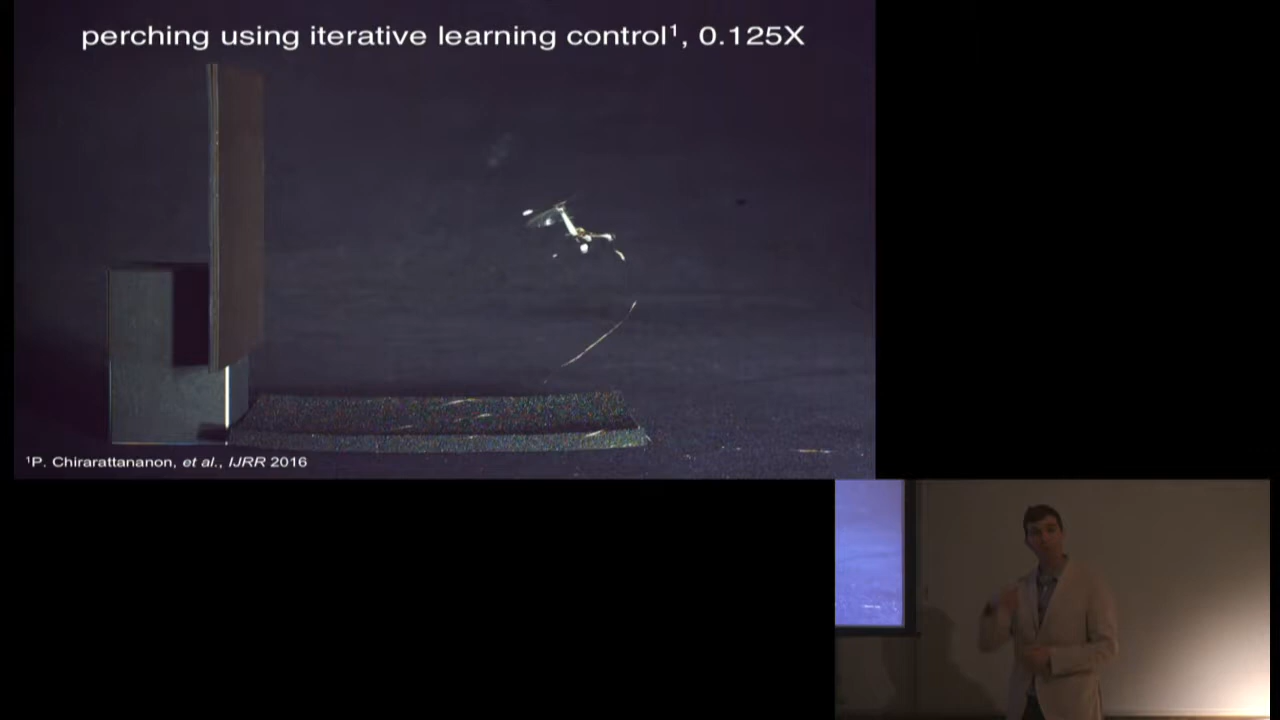 perching using iterative learning control¹, 0.125X
¹P. Chirarattananon, et al., IJRR 2016